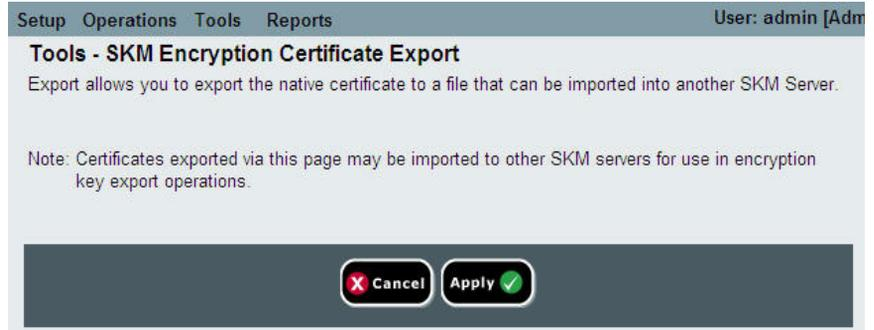 Setup Operations Tools Reports User: admin [Adm
Tools - SKM Encryption Certificate Export
Export allows you to export the native certificate to a file that can be imported into another SKM Server.
Note: Certificates exported via this page may be imported to other SKM servers for use in encryption
key export operations.
Cancel Apply